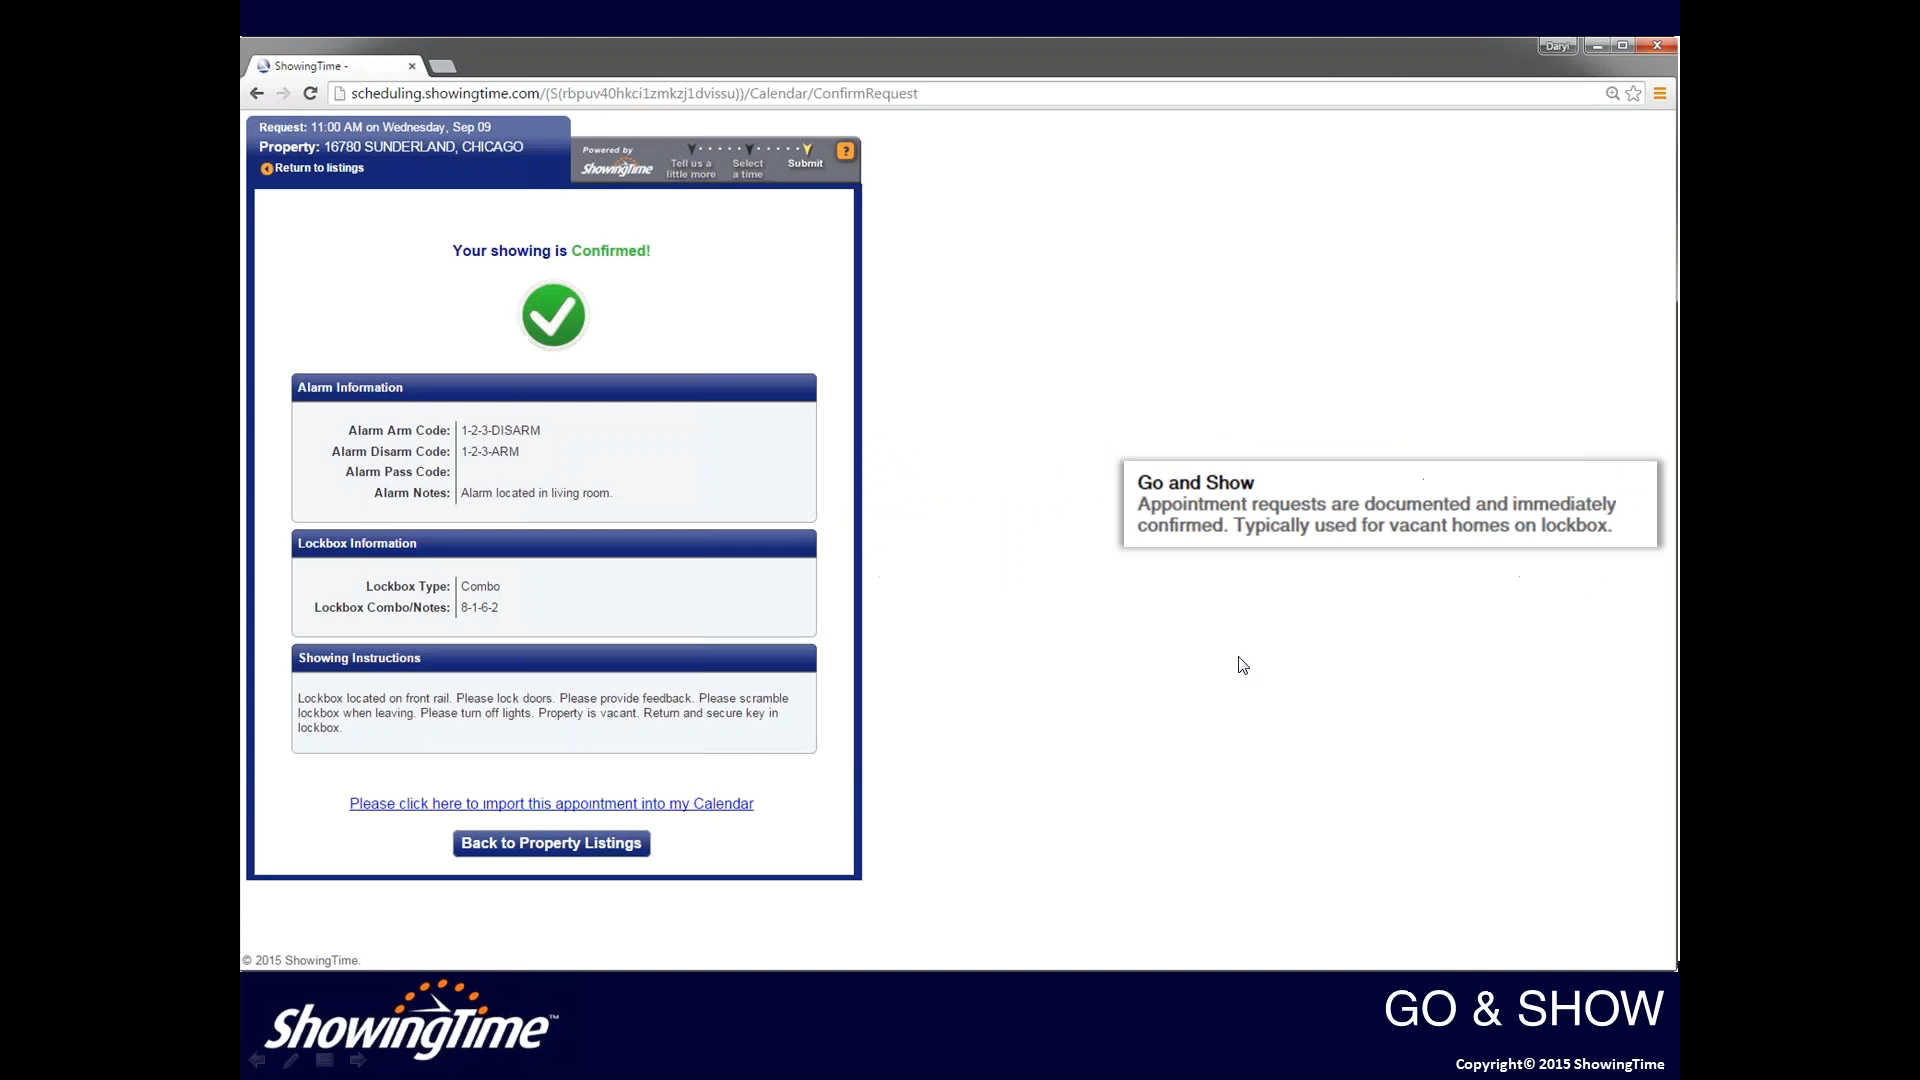 Daryl
ShowingTime -
scheduling.showingtime.com/(S(rbpuv40hkci1zmkzj1dvissu))/Calendar/ConfirmRequest
Request: 11:00 AM on Wednesday, Sep 09
Property: 16780 SUNDERLAND, CHICAGO
Return to listings
Powered by
ShowingTime
Tell us a
little more
Select
a time
Submit
?
Your showing is Confirmed!
Alarm Information
Alarm Arm Code: 1-2-3-DISARM
Alarm Disarm Code: 1-2-3-ARM
Alarm Pass Code:
Alarm Notes: Alarm located in living room.
Lockbox Information
Lockbox Type: Combo
Lockbox Combo/Notes: 8-1-6-2
Showing Instructions
Lockbox located on front rail. Please lock doors. Please provide feedback. Please scramble
lockbox when leaving. Please turn off lights. Property is vacant. Return and secure key in
lockbox.
Please click here to import this appointment into my Calendar
Back to Property Listings
Go and Show
Appointment requests are documented and immediately
confirmed. Typically used for vacant homes on lockbox.
© 2015 ShowingTime.
ShowingTime™
GO & SHOW
Copyright© 2015 ShowingTime